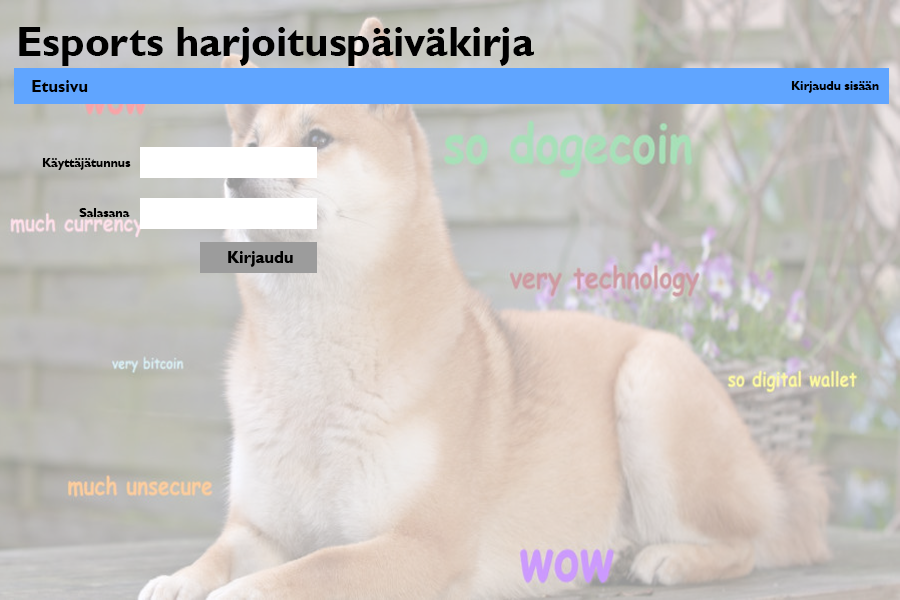 Esports harjoituspäiväkirja
Etusivu
Kirjaudu sisään
wow
so dogecoin
Käyttäjätunnus
Salasana
much currency
Kirjaudu
very technology
very bitcoin
so digital wallet
much unsecure
wow